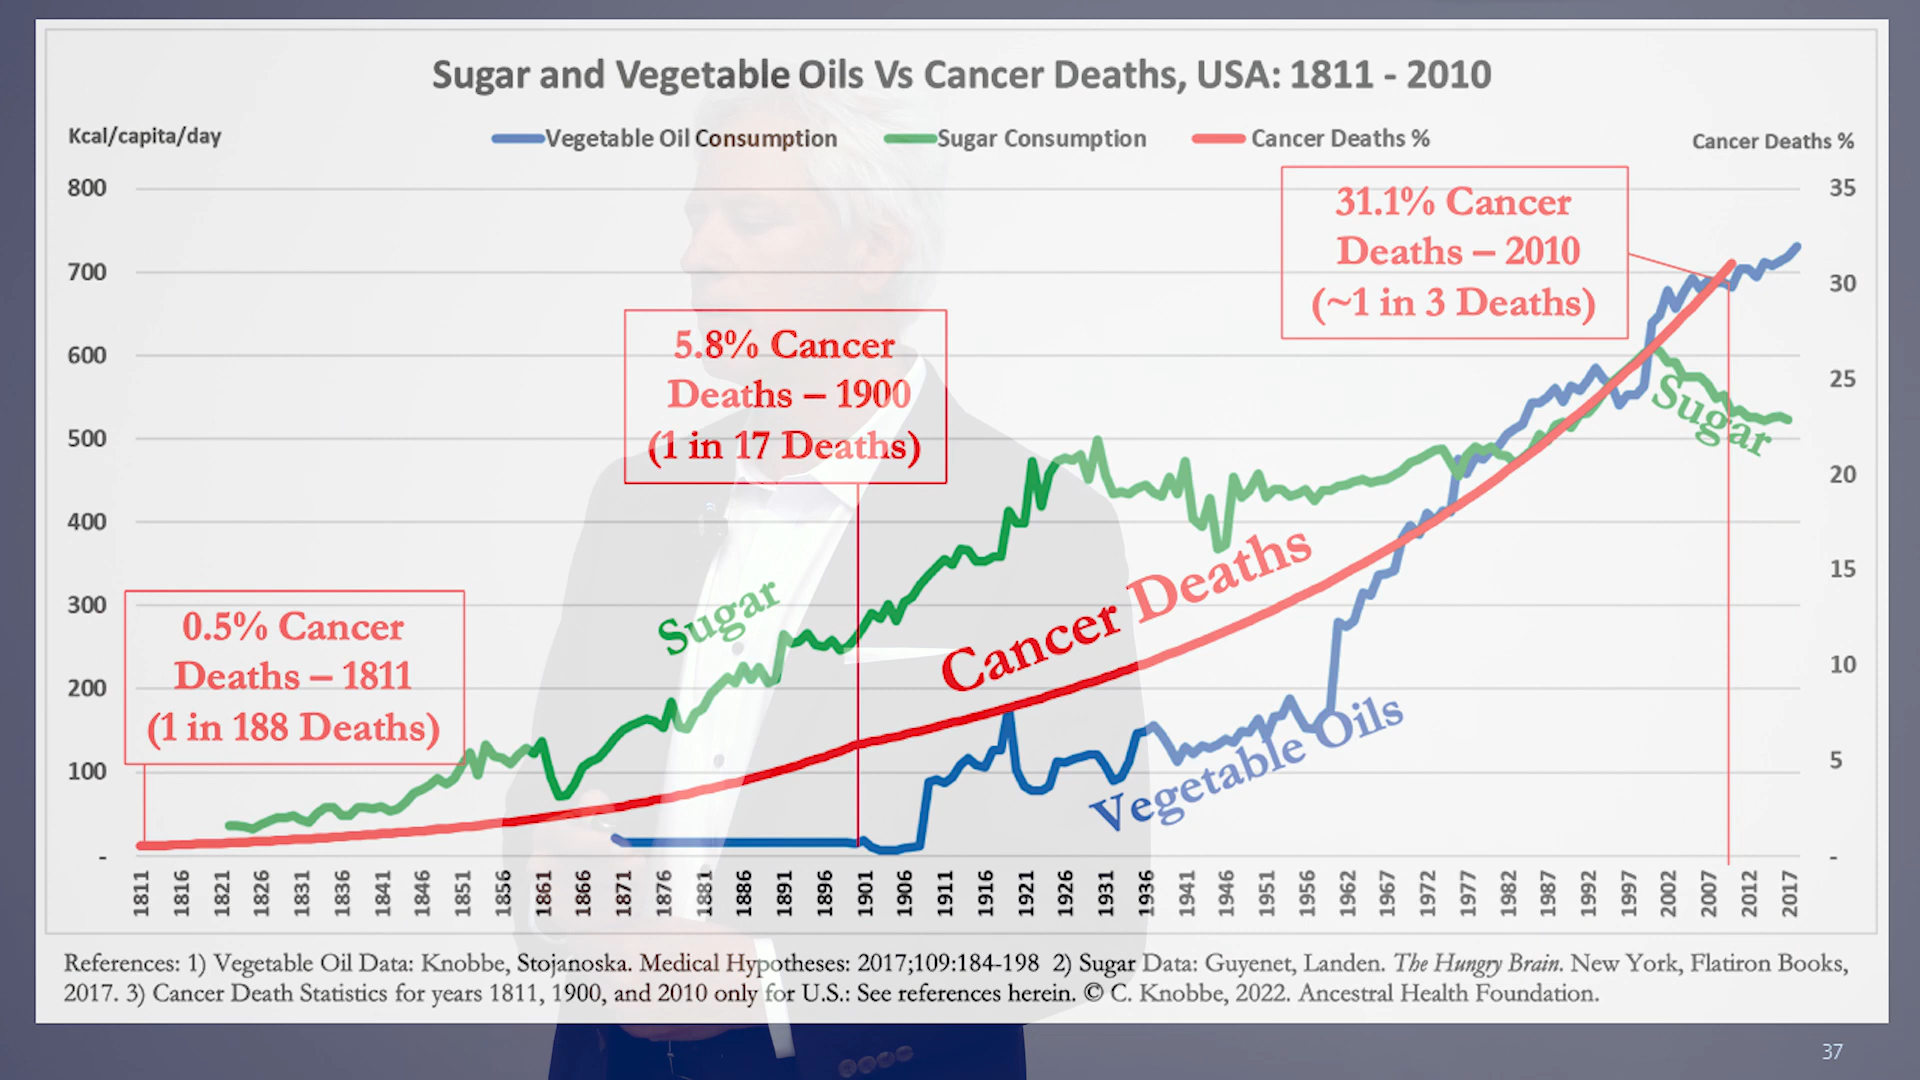 Sugar and Vegetable Oils Vs Cancer Deaths, USA: 1811 - 2010
Kcal/capita/day
Vegetable Oil Consumption
Sugar Consumption
Cancer Deaths %
Cancer Deaths %
800
700
600
500
400
300
200
100
-
35
30
25
20
15
10
5
-
0.5% Cancer
Deaths – 1811
(1 in 188 Deaths)
5.8% Cancer
Deaths – 1900
(1 in 17 Deaths)
31.1% Cancer
Deaths – 2010
(~1 in 3 Deaths)
Sugar
Cancer Deaths
Vegetable Oils
Sugar
1811 1816 1821 1826 1831 1836 1841 1846 1851 1856 1861 1866 1871 1876 1881 1886 1891 1896 1901 1906 1911 1916 1921 1926 1931 1936 1941 1946 1951 1956 1962 1967 1972 1977 1982 1987 1992 1997 2002 2007 2012 2017
References: 1) Vegetable Oil Data: Knobbe, Stojanoska. Medical Hypotheses: 2017;109:184-198 2) Sugar Data: Guyenet, Landen. The Hungry Brain. New York, Flatiron Books,
2017. 3) Cancer Death Statistics for years 1811, 1900, and 2010 only for U.S.: See references herein. © C. Knobbe, 2022. Ancestral Health Foundation.
37